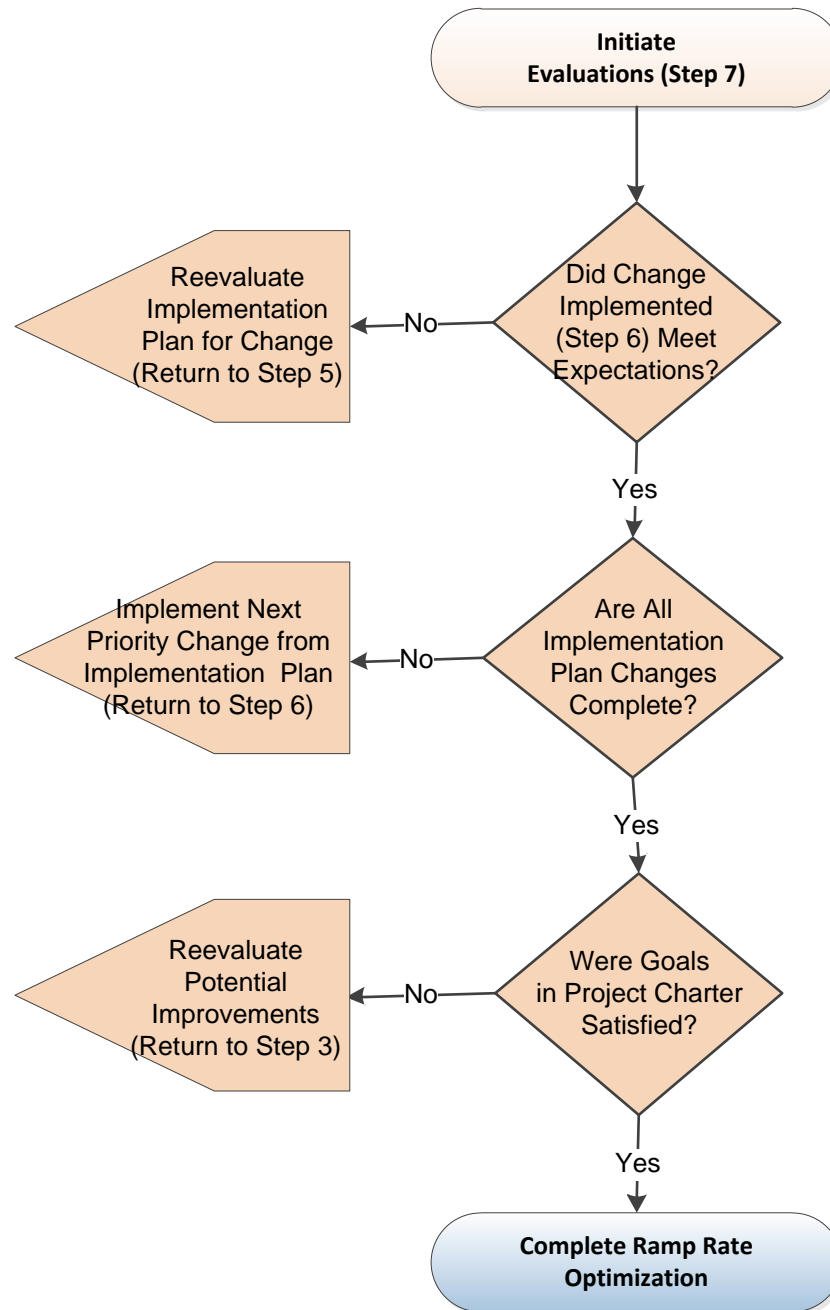 Initiate
Evaluations (Step 7)
Did Change
Implemented
(Step 6) Meet
Expectations?
No
Reevaluate
Implementation
Plan for Change
(Return to Step 5)
Yes
Are All
Implementation
Plan Changes
Complete?
No
Implement Next
Priority Change from
Implementation Plan
(Return to Step 6)
Yes
Were Goals
in Project Charter
Satisfied?
No
Reevaluate
Potential
Improvements
(Return to Step 3)
Yes
Complete Ramp Rate
Optimization